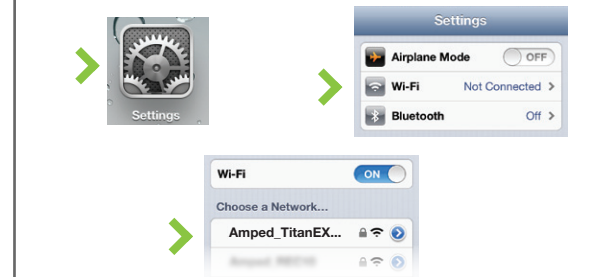 Settings
Settings
Airplane Mode OFF
Wi-Fi Not Connected
Bluetooth Off
Wi-Fi ON
Choose a Network...
Amped_TitanEX...